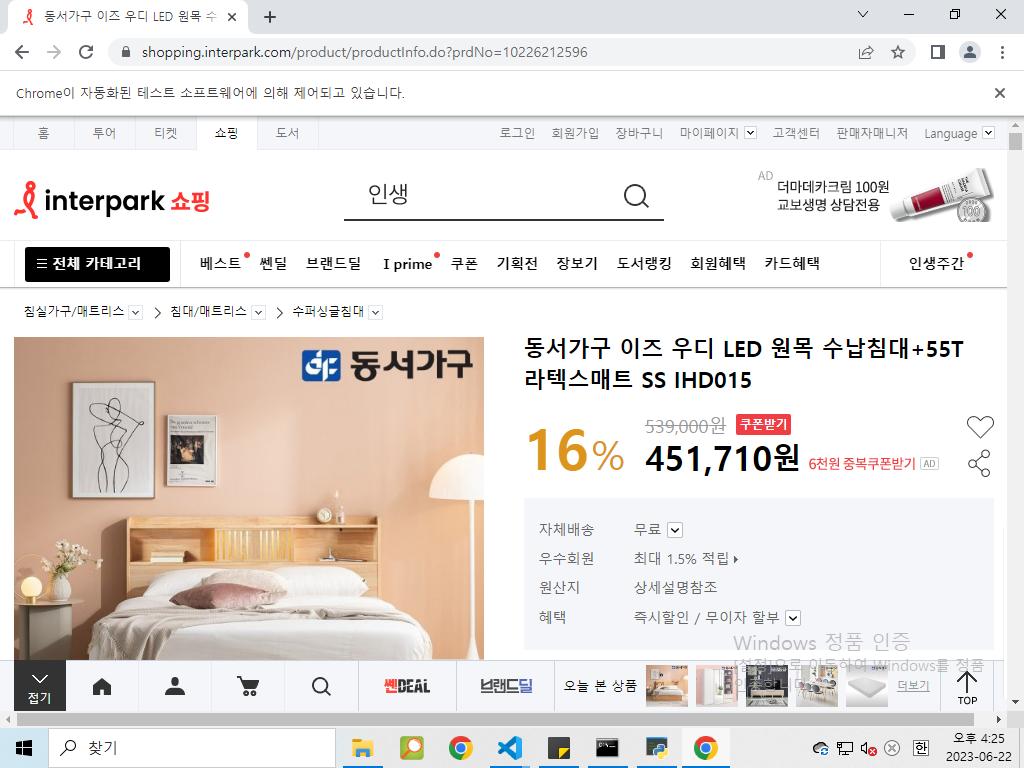 동서가구 이즈 우디 LED 원목 수
shopping.interpark.com/product/productInfo.do?prdNo=10226212596
Chrome이 자동화된 테스트 소프트웨어에 의해 제어되고 있습니다.
홈 투어 티켓 쇼핑 도서 로그인 회원가입 장바구니 마이페이지 고객센터 판매자매니저 Language
interpark 쇼핑
인생
AD
더마데카크림 100원
교보생명 상담전용
전체 카테고리 베스트 쎈딜 브랜드딜 I prime 쿠폰 기획전 장보기 도서랭킹 회원혜택 카드혜택 인생주간
침실가구/매트리스 침대/매트리스 수퍼싱글침대
동서가구
동서가구 이즈 우디 LED 원목 수납침대+55T
라텍스매트 SS IHD015
539,000원 쿠폰받기
16% 451,710원 6천원 중복쿠폰받기 AD
자체배송 무료
우수회원 최대 1.5% 적립
원산지 상세설명참조
혜택 즉시할인 / 무이자 할부
Windows 정품 인증
[설정]으로 이동하여 Windows를 정품
접기
쎈DEAL
브랜드딜
오늘 본 상품
더보기
TOP
찾기
한
오후 4:25
2023-06-22